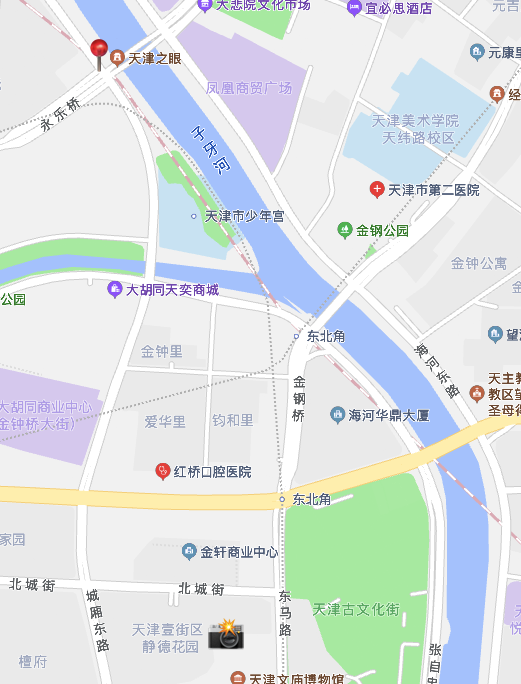 大悲院文化市场
宜必思酒店
元吉
天津之眼
元康里
凤凰商贸广场
经
永乐桥
天津美术学院
天纬路校区
子牙河
天津市第二医院
天津市少年宫
金钢公园
金钟公寓
大胡同天奕商城
公园
东北角
金钟里
海河东路
天主教
教区望
圣母得
金钢桥
大胡同商业中心
金钟桥大街)
爱华里
钧和里
海河华鼎大厦
红桥口腔医院
东北角
家园
金轩商业中心
北城街
北城街
城厢东路
东马路
天津古文化街
天津壹街区
静德花园
檀府
张自忠
天津文庙博物馆